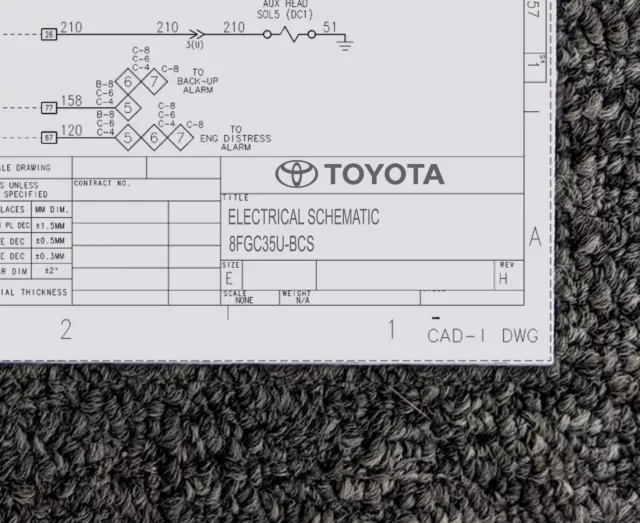 AUX HEAD
SOL5 (DC1)
57
26 210 210 210 51
3(U)
S4
1
C-8
C-6
C-4
6 7 C-8
TO
BACK-UP
ALARM
B-8
C-6
C-4
77 158 5
C-8
C-6
C-4
B-8
C-6
C-4
67 120 5 6 7 C-8
TO
ENG DISTRESS
ALARM
LE DRAWING
TOYOTA
S UNLESS
SPECIFIED
CONTRACT NO.
TITLE
ELECTRICAL SCHEMATIC
8FGC35U-BCS
LACES MM DIM.
PL DEC ±1.5MM
E DEC ±0.5MM
E DEC ±0.3MM
R DIM ±2°
IAL THICKNESS
A
SIZE
E
REV
H
SCALE
NONE
WEIGHT
N/A
2 1
CAD-I DWG